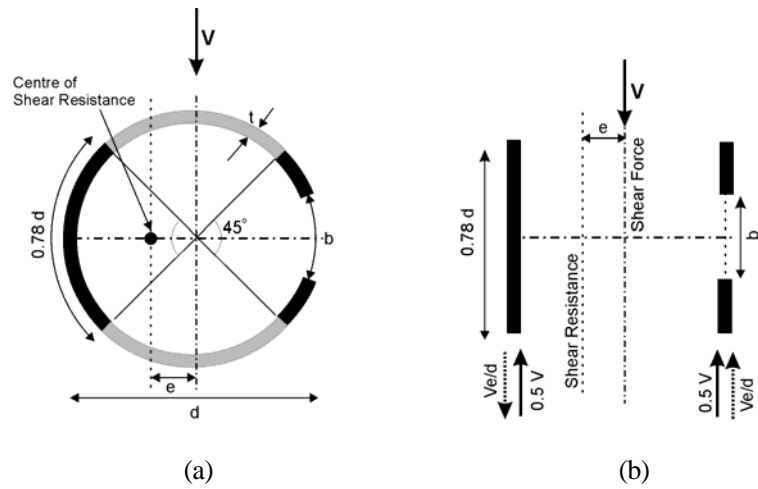 V
Centre of
Shear Resistance
t
0.78 d
45°
b
e
d
(a)
V
e
Shear Force
0.78 d
b
Shear Resistance
Ve/d
0.5 V
0.5 V
Ve/d
(b)